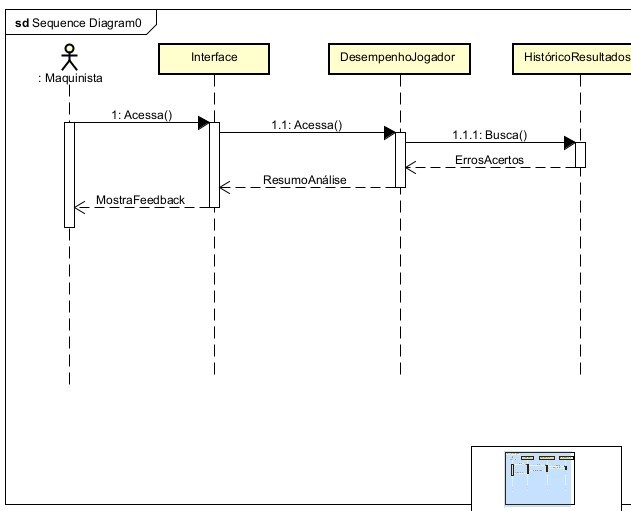 sd Sequence Diagram0
: Maquinista
Interface
DesempenhoJogador
HistóricoResultados
1: Acessa()
1.1: Acessa()
1.1.1: Busca()
ErrosAcertos
ResumoAnálise
MostraFeedback